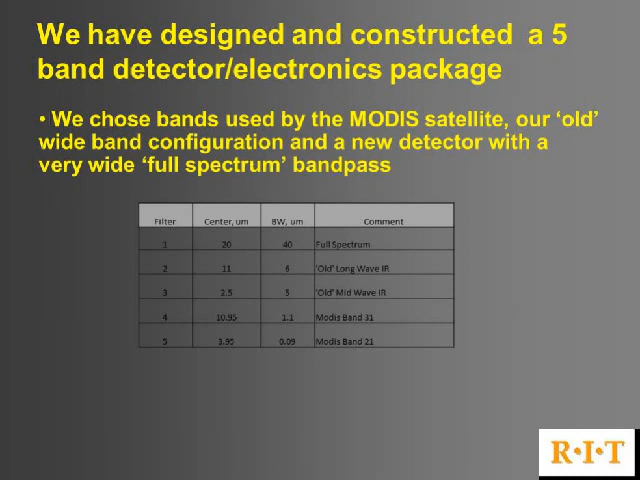 We have designed and constructed a 5
band detector/electronics package
• We chose bands used by the MODIS satellite, our ‘old’
wide band configuration and a new detector with a
very wide ‘full spectrum’ bandpass
Filter Center, um BW, um Comment
1 20 40 Full Spectrum
2 11 6 'Old' Long Wave IR
3 2.5 5 'Old' Mid Wave IR
4 10.95 1.1 Modis Band 31
5 3.95 0.09 Modis Band 21
R·I·T